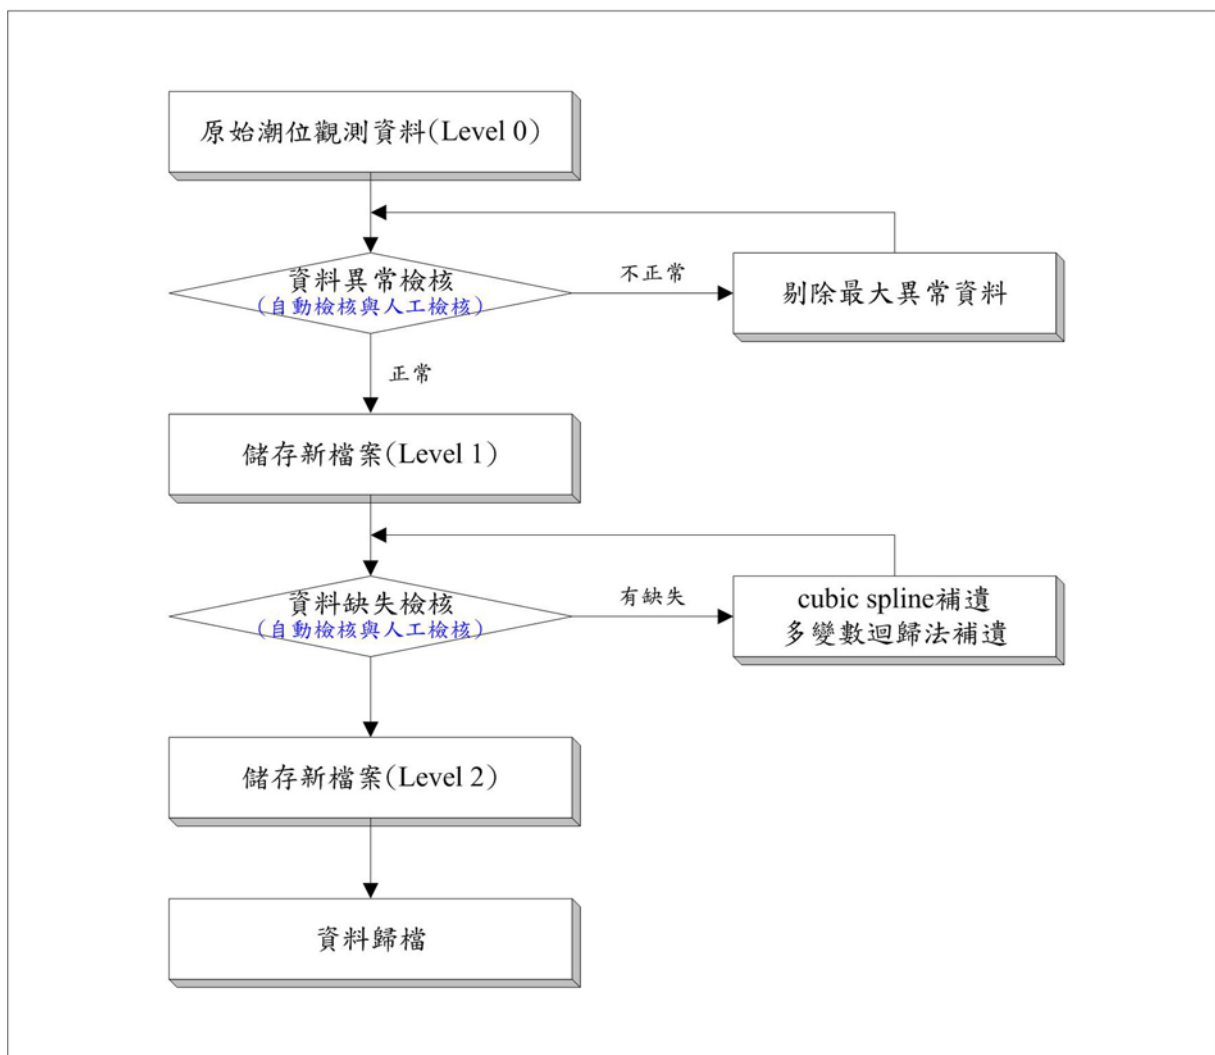 原始潮位觀測資料(Level 0)
資料異常檢核
(自動檢核與人工檢核)
不正常
剔除最大異常資料
正常
儲存新檔案(Level 1)
資料缺失檢核
(自動檢核與人工檢核)
有缺失
cubic spline補遺
多變數迴歸法補遺
儲存新檔案(Level 2)
資料歸檔